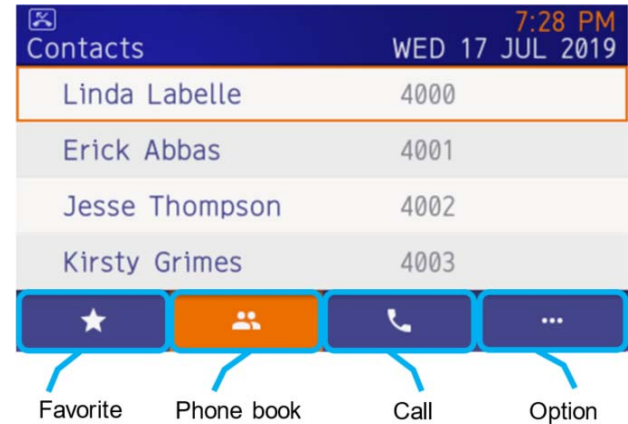 7:28 PM
Contacts WED 17 JUL 2019
Linda Labelle 4000
Erick Abbas 4001
Jesse Thompson 4002
Kirsty Grimes 4003
Favorite Phone book Call Option